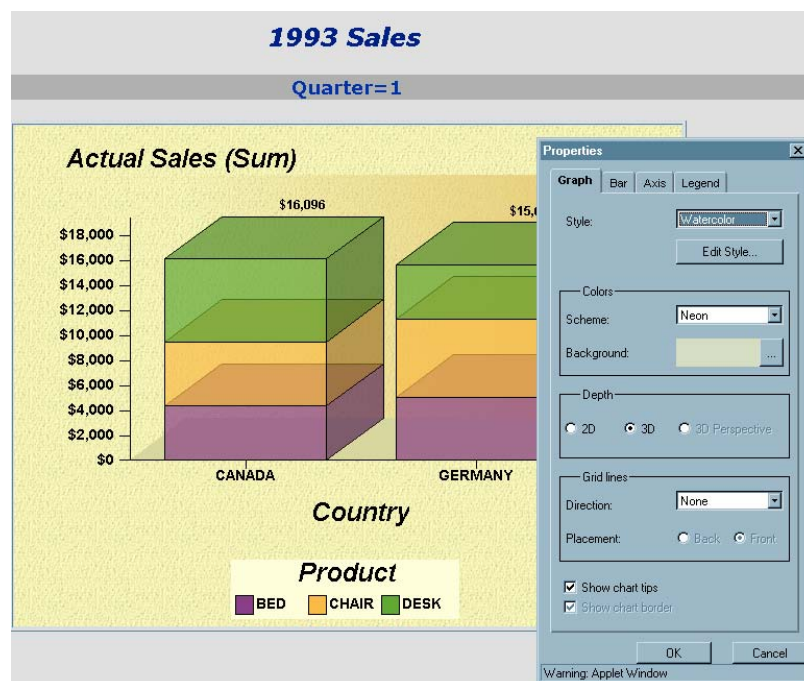 1993 Sales
Quarter=1
Actual Sales (Sum)
$16,096
$18,000
$16,000
$14,000
$12,000
$10,000
$8,000
$6,000
$4,000
$2,000
$0
CANADA
GERMANY
Country
Product
BED CHAIR DESK
Properties
Graph Bar Axis Legend
Style: Watercolor
Edit Style...
Colors
Scheme: Neon
Background: ...
Depth
2D 3D 3D Perspective
Grid lines
Direction: None
Placement: Back Front
Show chart tips
Show chart border
OK Cancel
Warning: Applet Window